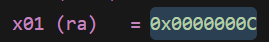 x01 (ra)   = 0x0000000C